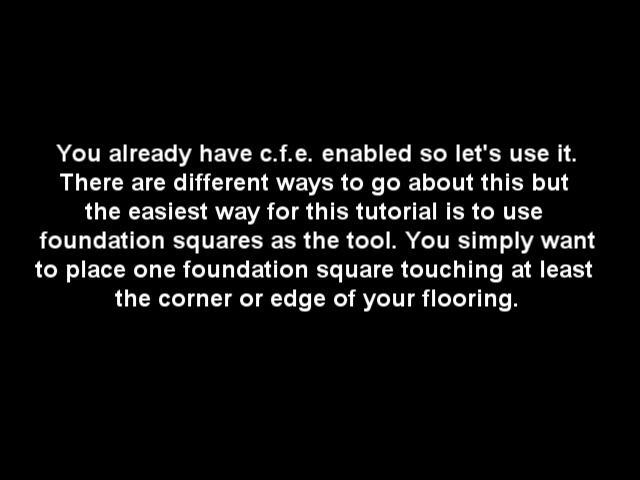 You already have c.f.e. enabled so let's use it.
There are different ways to go about this but
the easiest way for this tutorial is to use
foundation squares as the tool. You simply want
to place one foundation square touching at least
the corner or edge of your flooring.